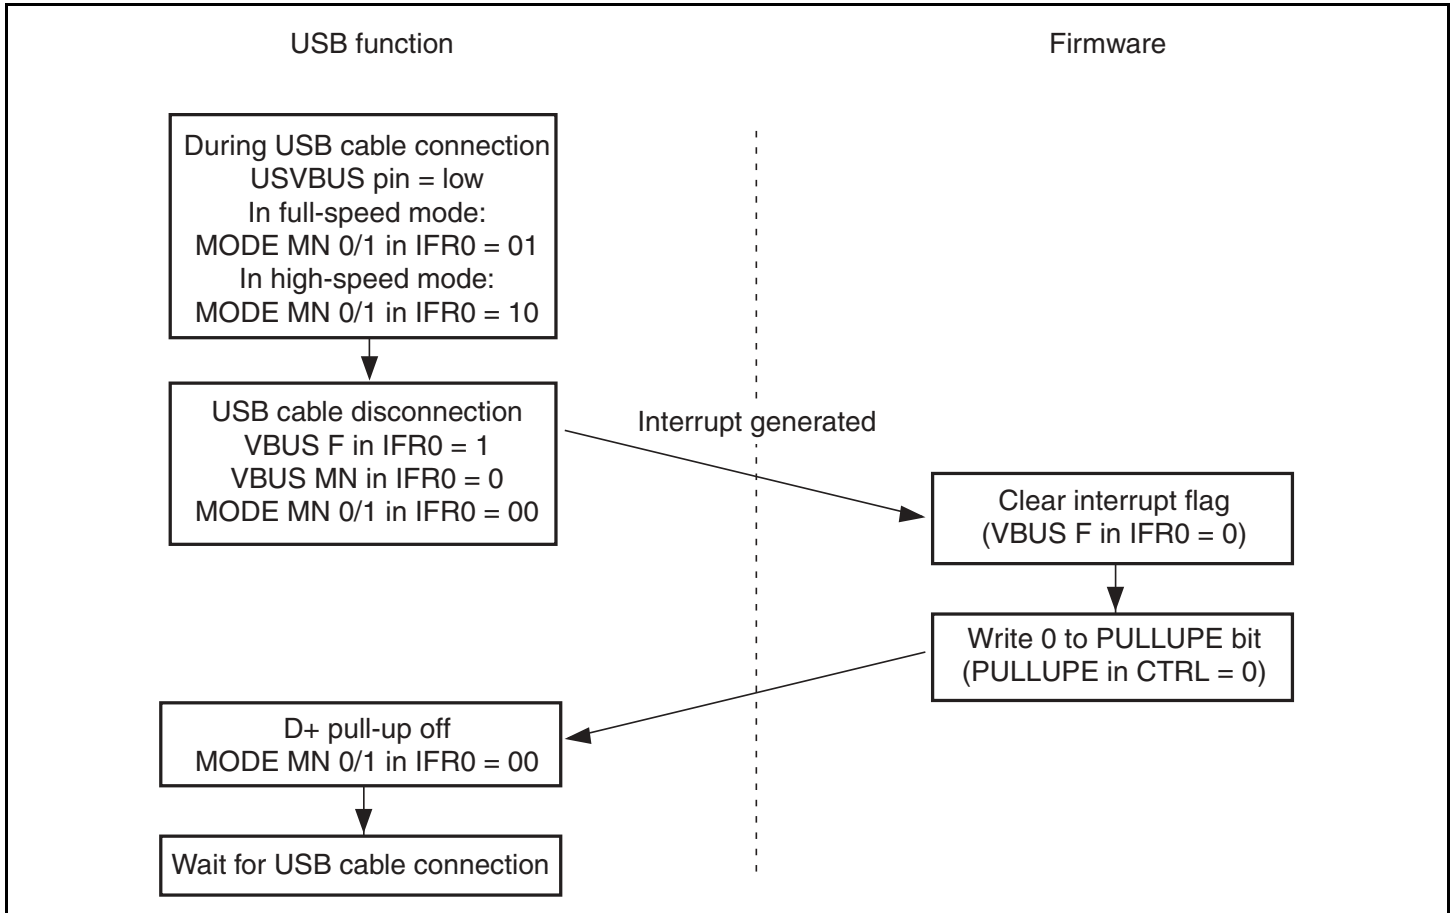 USB function
Firmware
During USB cable connection
USVBUS pin = low
In full-speed mode:
MODE MN 0/1 in IFR0 = 01
In high-speed mode:
MODE MN 0/1 in IFR0 = 10
USB cable disconnection
VBUS F in IFR0 = 1
VBUS MN in IFR0 = 0
MODE MN 0/1 in IFR0 = 00
Interrupt generated
Clear interrupt flag
(VBUS F in IFR0 = 0)
Write 0 to PULLUPE bit
(PULLUPE in CTRL = 0)
D+ pull-up off
MODE MN 0/1 in IFR0 = 00
Wait for USB cable connection